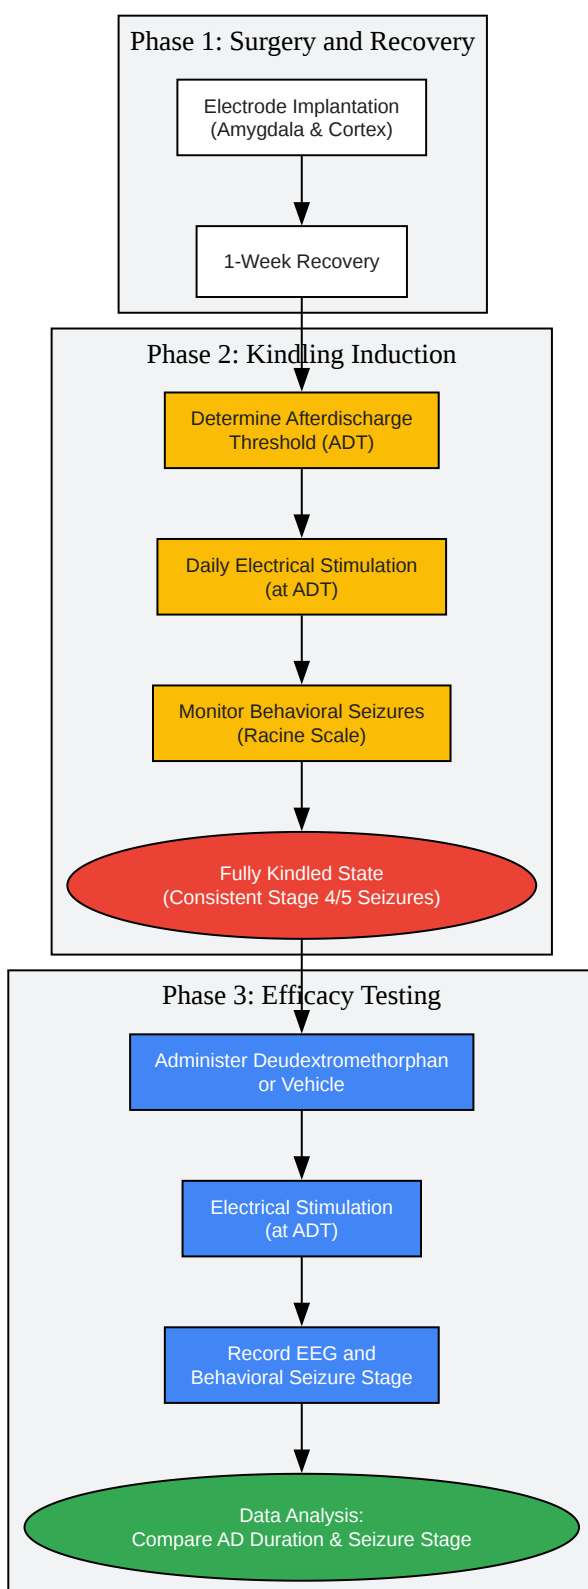 Phase 1: Surgery and Recovery
Electrode Implantation
(Amygdala & Cortex)
1-Week Recovery
Phase 2: Kindling Induction
Determine Afterdischarge
Threshold (ADT)
Daily Electrical Stimulation
(at ADT)
Monitor Behavioral Seizures
(Racine Scale)
Fully Kindled State
(Consistent Stage 4/5 Seizures)
Phase 3: Efficacy Testing
Administer Deudextromethorphan
or Vehicle
Electrical Stimulation
(at ADT)
Record EEG and
Behavioral Seizure Stage
Data Analysis:
Compare AD Duration & Seizure Stage